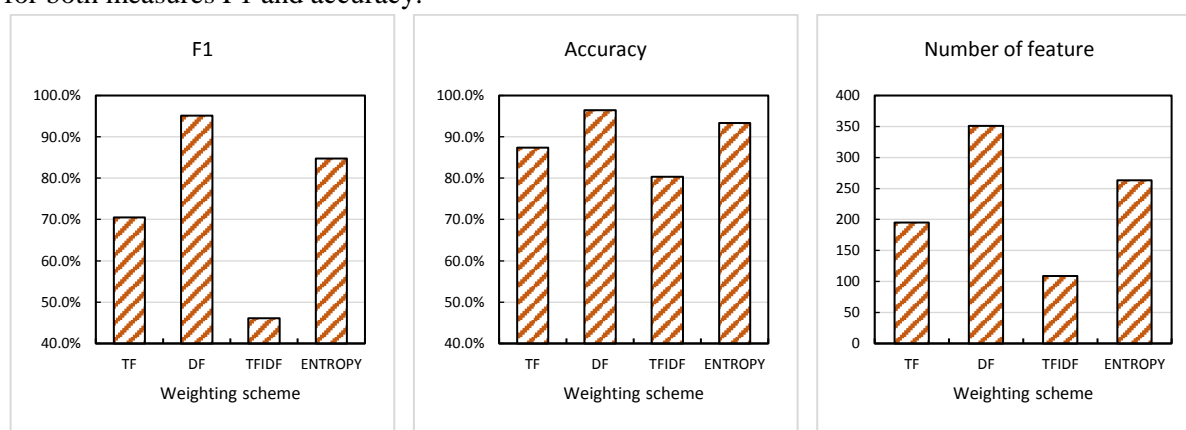 for both measures F1 and accuracy.
F1
100.0%
90.0%
80.0%
70.0%
60.0%
50.0%
40.0%
TF DF TFIDF ENTROPY
Weighting scheme
Accuracy
100.0%
90.0%
80.0%
70.0%
60.0%
50.0%
40.0%
TF DF TFIDF ENTROPY
Weighting scheme
Number of feature
400
350
300
250
200
150
100
50
0
TF DF TFIDF ENTROPY
Weighting scheme